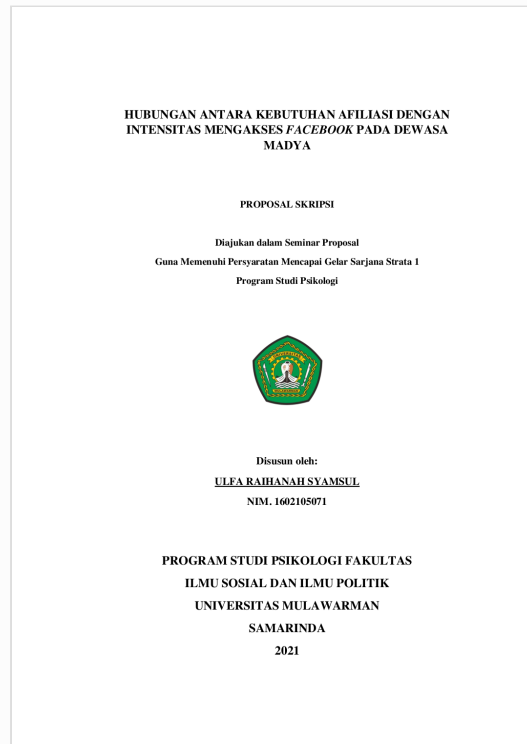 HUBUNGAN ANTARA KEBUTUHAN AFILIASI DENGAN
INTENSITAS MENGAKSES FACEBOOK PADA DEWASA
MADYA
PROPOSAL SKRIPSI
Diajukan dalam Seminar Proposal
Guna Memenuhi Persyaratan Mencapai Gelar Sarjana Strata 1
Program Studi Psikologi
UNIVERSITAS
MULAWARMAN
Disusun oleh:
ULFA RAIHANAH SYAMSUL
NIM. 1602105071
PROGRAM STUDI PSIKOLOGI FAKULTAS
ILMU SOSIAL DAN ILMU POLITIK
UNIVERSITAS MULAWARMAN
SAMARINDA
2021